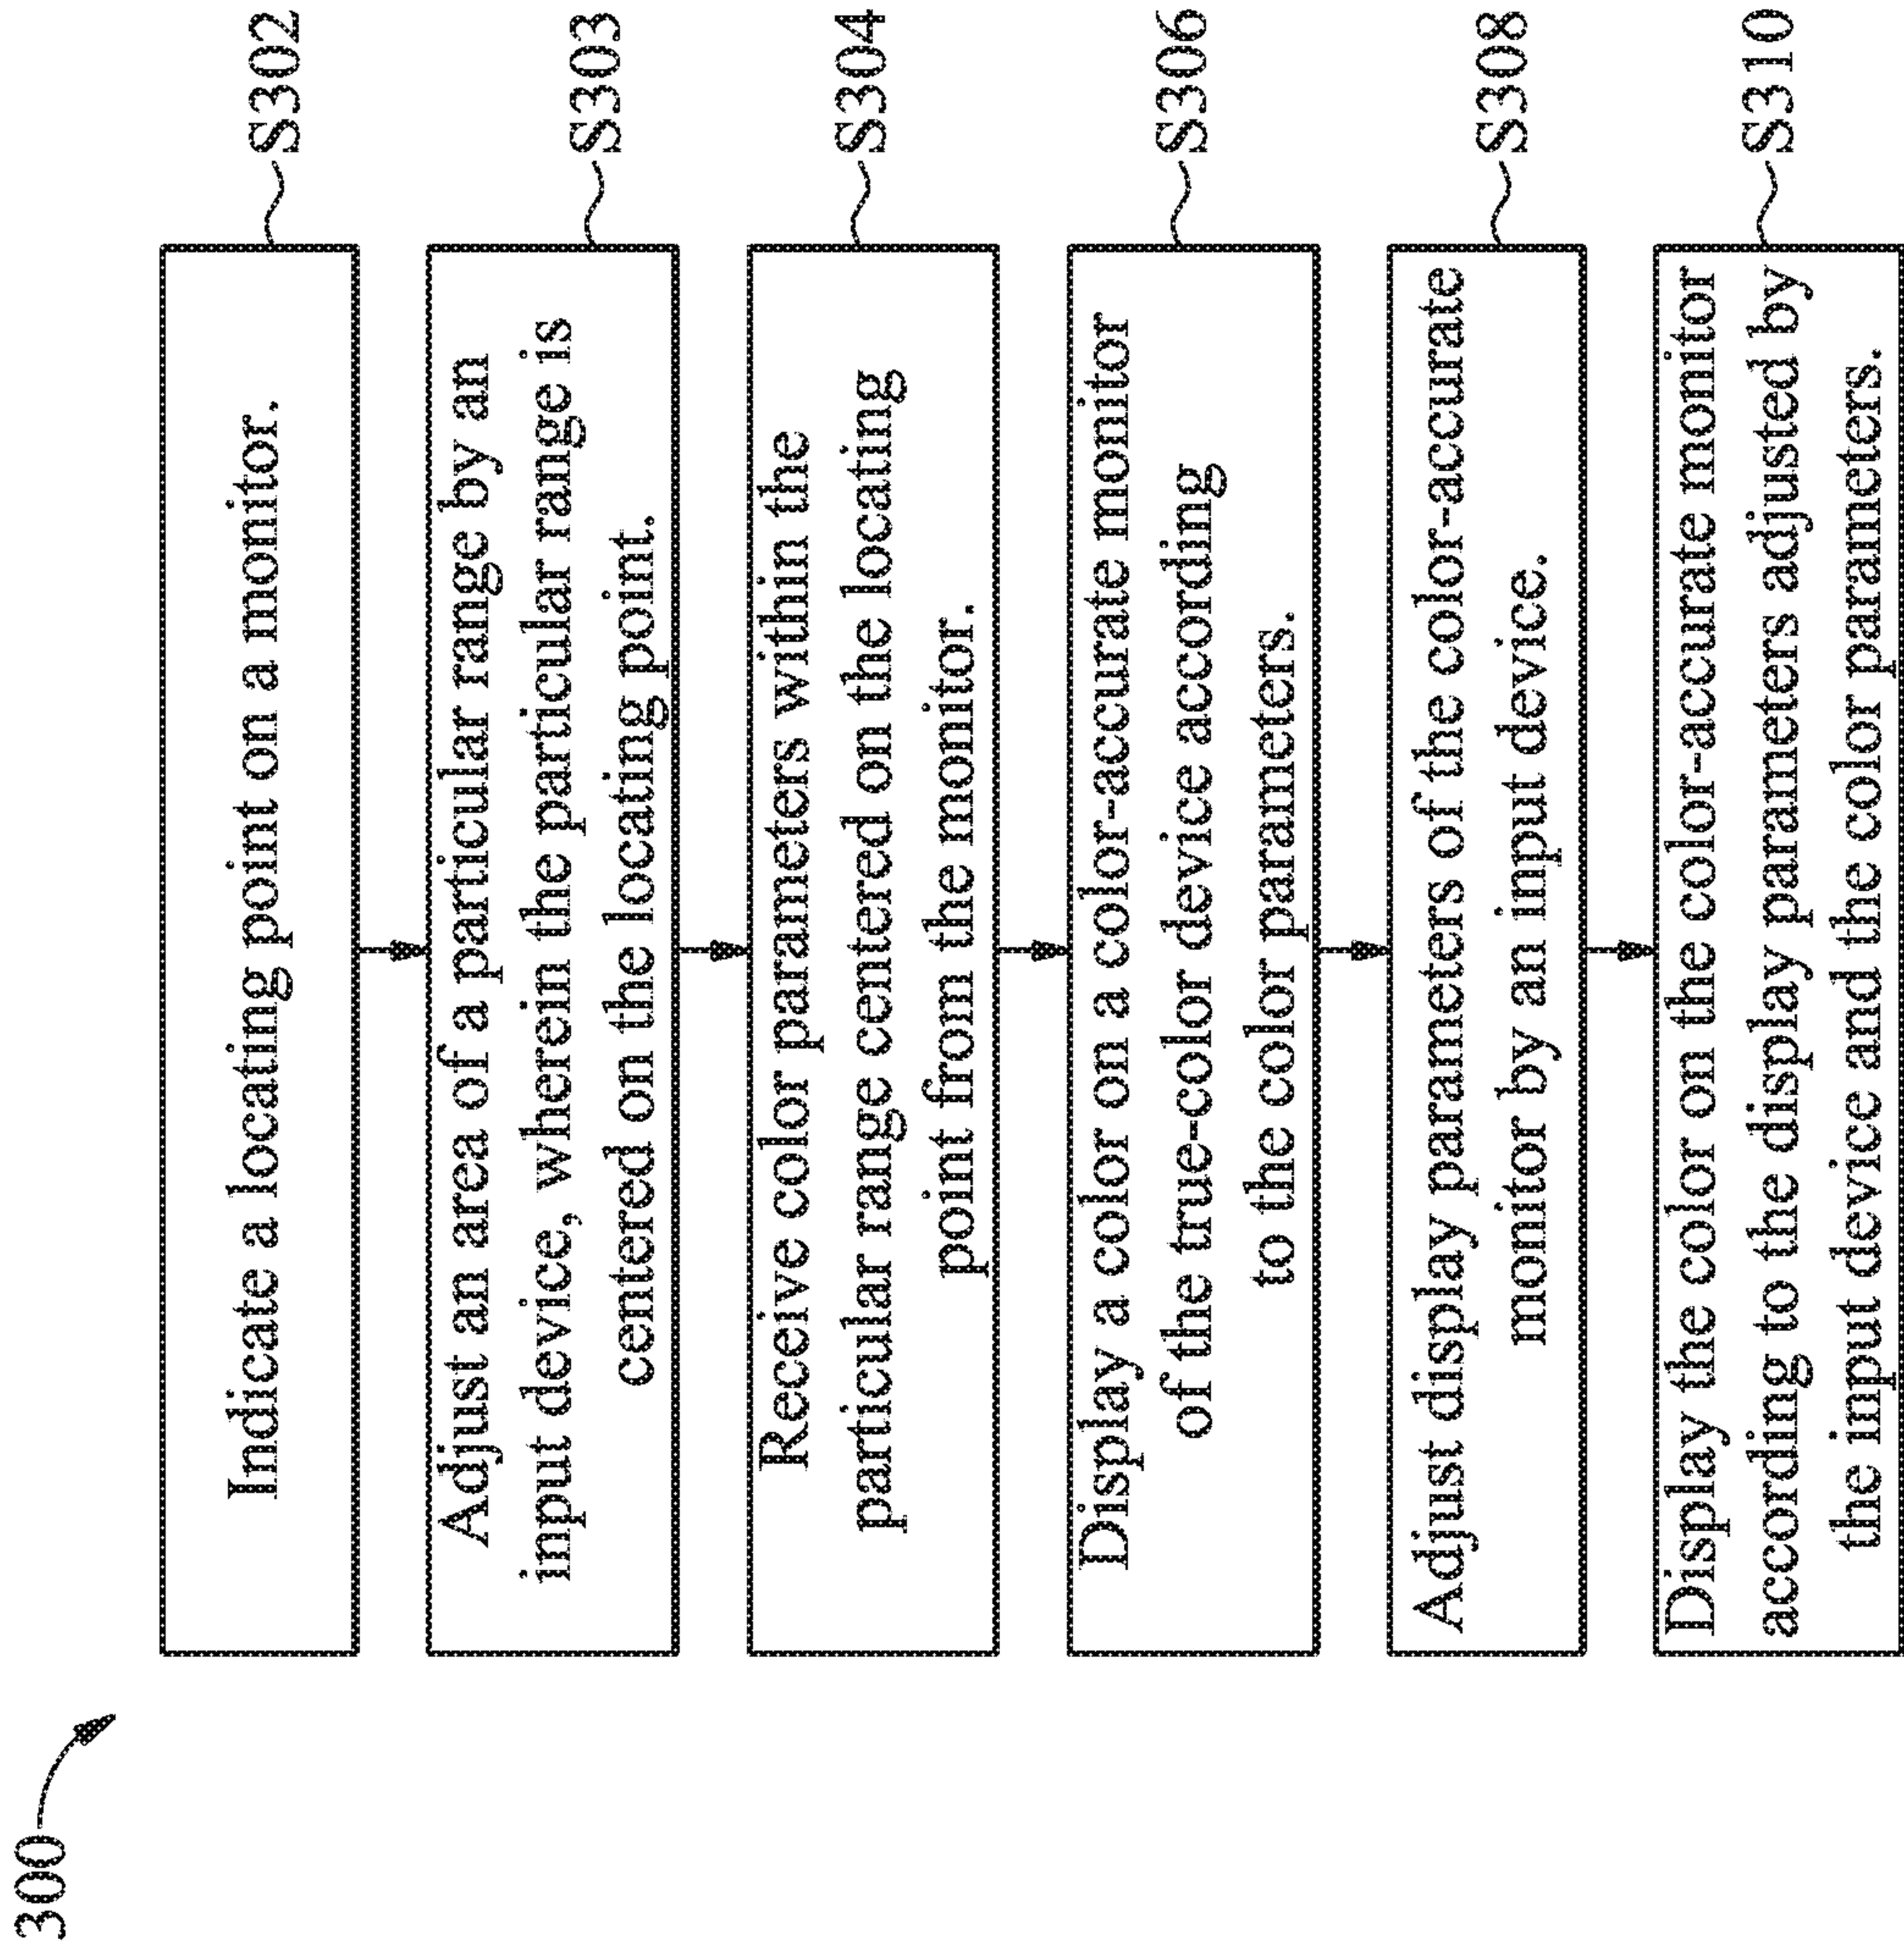 300
Indicate a locating point on a monitor.
S302
Adjust an area of a particular range by an
input device, wherein the particular range is
centered on the locating point.
S303
Receive color parameters within the
particular range centered on the locating
point from the monitor.
S304
Display a color on a color-accurate monitor
of the true-color device according
to the color parameters.
S306
Adjust display parameters of the color-accurate
monitor by an input device.
S308
Display the color on the color-accurate monitor
according to the display parameters adjusted by
the input device and the color parameters.
S310